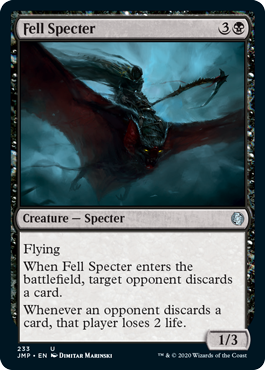 Fell Specter 3
Creature — Specter
Flying
When Fell Specter enters the
battlefield, target opponent discards
a card.
Whenever an opponent discards a
card, that player loses 2 life.
1/3
233 U
JMP • EN Dimitar Marinski ™ & © 2020 Wizards of the Coast